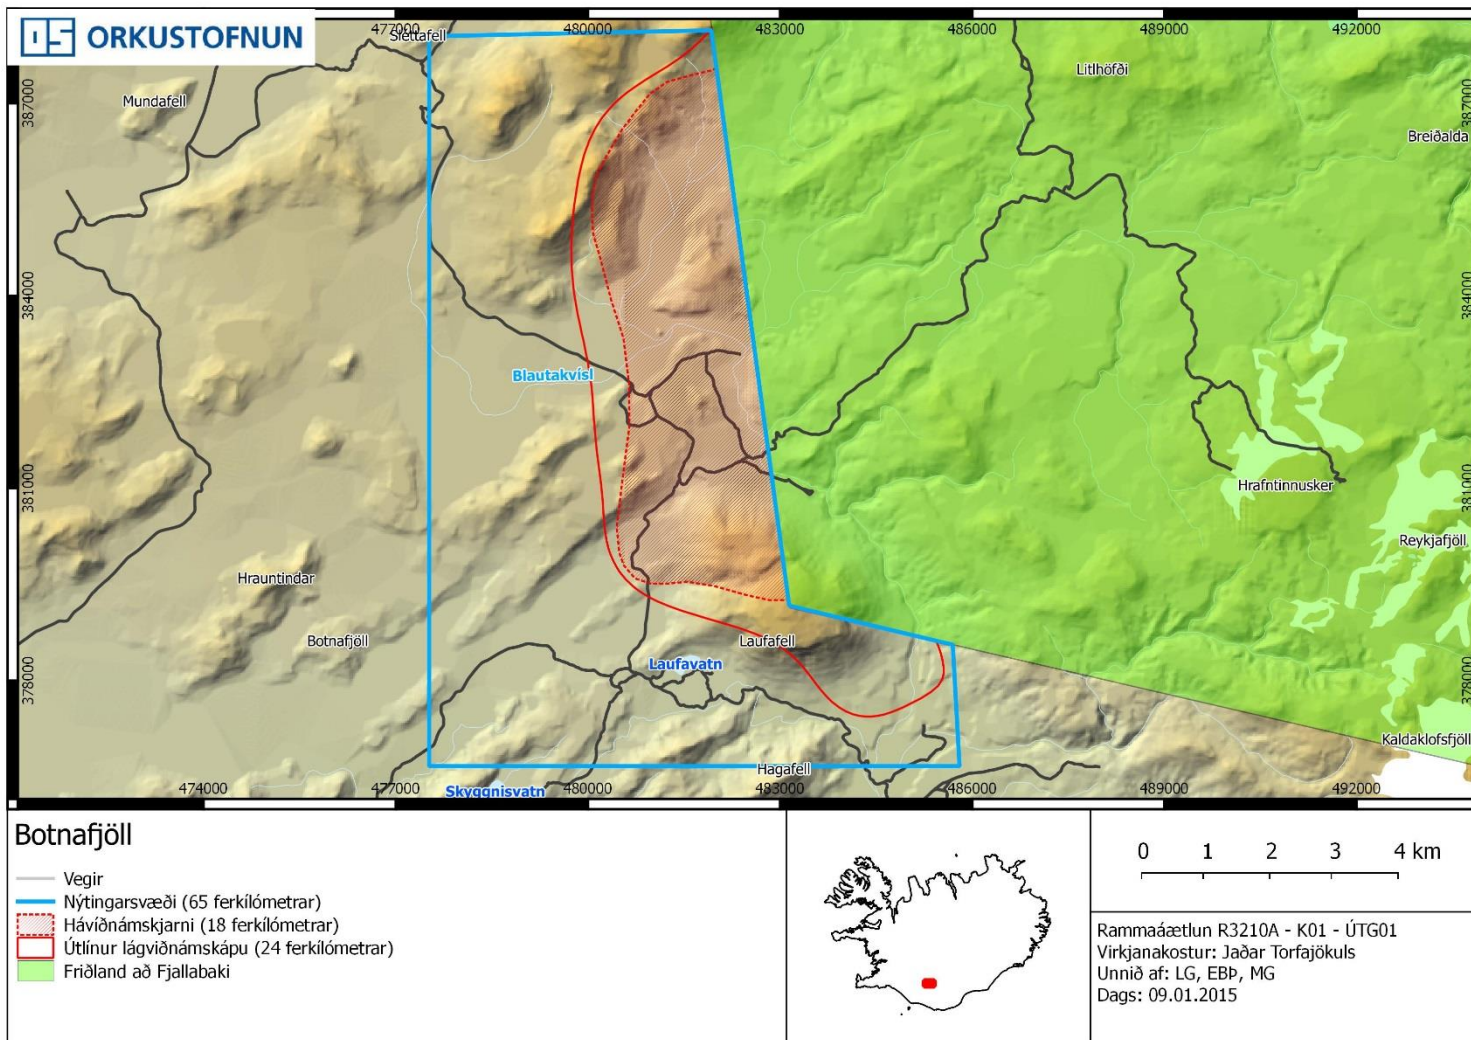 ORKUSTOFNUN
477000 480000 483000 486000 489000 492000
Sléttafell
Litlhöfði
387000
387000
Mundafell
Breiðalda
384000
384000
Blautakvísl
381000
381000
Hrafntinnusker
Reykjafjöll
Hrauntindar
Botnafjöll
Laufafell
Laufavatn
378000
378000
Kaldaklofsfjöll
Hagafell
Skyggnisvatn
474000 477000 480000 483000 486000 489000 492000
Botnafjöll
Vegir
Nýtingarsvæði (65 ferkílómetrar)
Hávíðnámskjarni (18 ferkílómetrar)
Útlínur lágviðnámskápu (24 ferkílómetrar)
Friðland að Fjallabaki
0 1 2 3 4 km
Rammaáætlun R3210A - K01 - ÚTG01
Virkjanakostur: Jaðar Torfajökuls
Unnið af: LG, EBÞ, MG
Dags: 09.01.2015